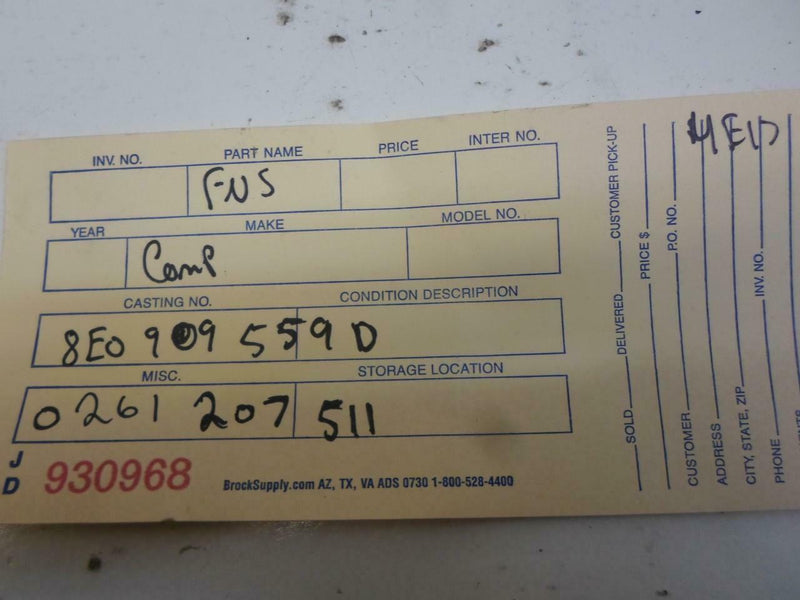 INV. NO. PART NAME PRICE INTER NO.
FNS
YEAR MAKE MODEL NO.
Comp
CASTING NO. CONDITION DESCRIPTION
8E0 909 559 D
MISC. STORAGE LOCATION
0 261 207 511
J
D 930968 BrockSupply.com AZ, TX, VA ADS 0730 1-800-528-4400
SOLD DELIVERED CUSTOMER PICK-UP
PRICE $
P.O. NO.
CUSTOMER
ADDRESS
CITY, STATE, ZIP
PHONE INV. NO.